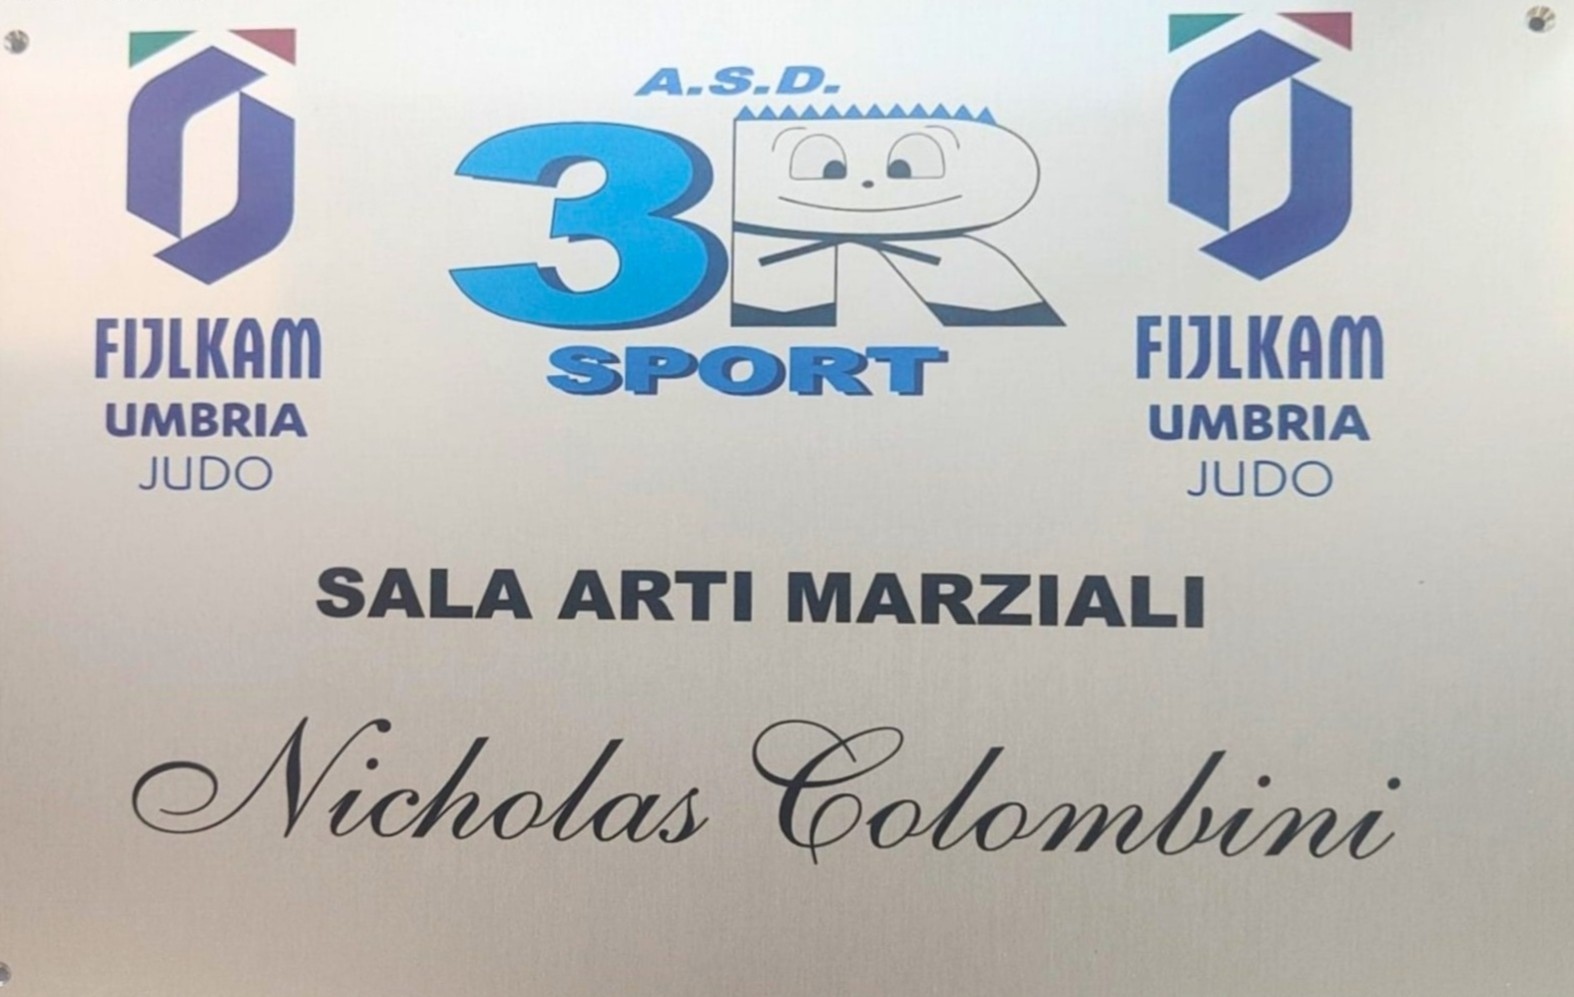 A.S.D.
3R
SPORT
FIJLKAM
UMBRIA
JUDO
FIJLKAM
UMBRIA
JUDO
SALA ARTI MARZIALI
Nicholas Colombini